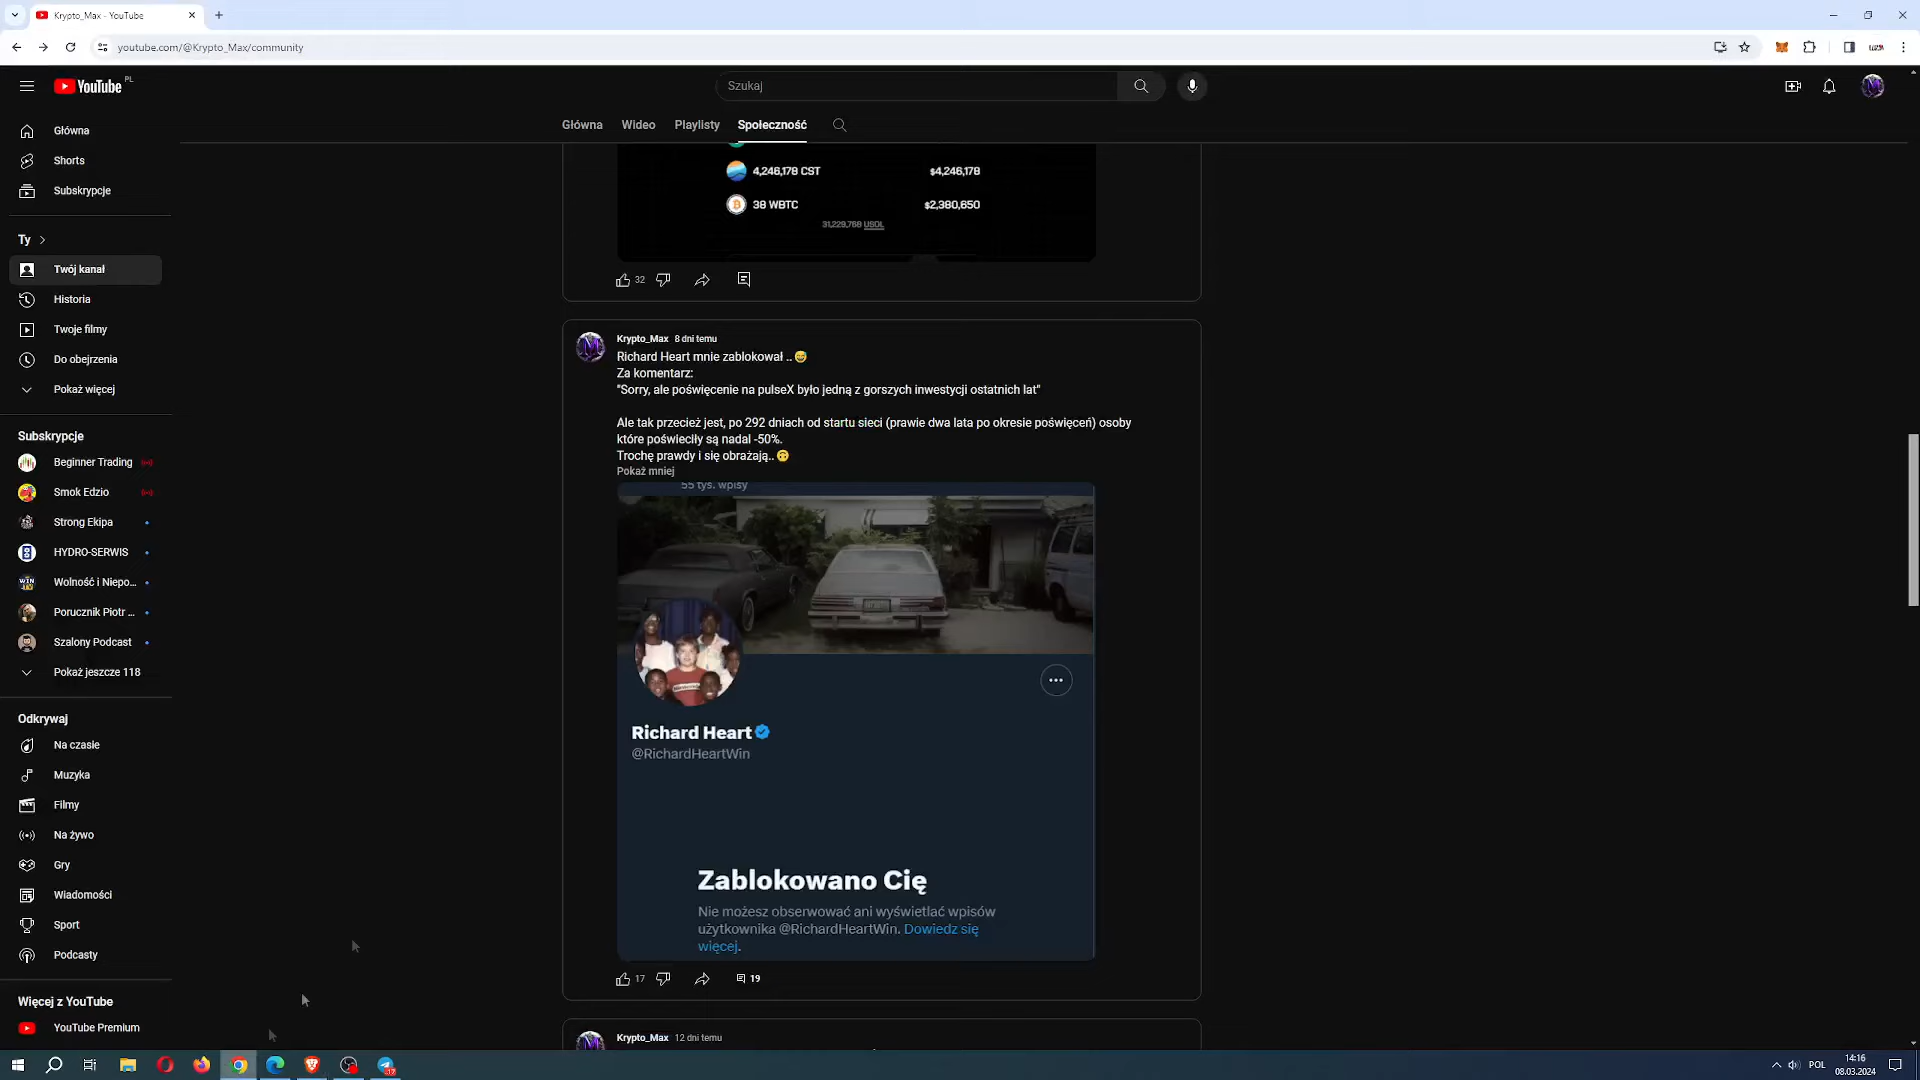 Krypto_Max - YouTube
youtube.com/@Krypto_Max/community
YouTube PL
Szukaj
Główna
Shorts
Subskrypcje
Ty
Twój kanał
Historia
Twoje filmy
Do obejrzenia
Pokaż więcej
Subskrypcje
Beginner Trading
Smok Edzio
Strong Ekipa
HYDRO-SERWIS
Wolność i Niepo...
Porucznik Piotr ...
Szalony Podcast
Pokaż jeszcze 118
Odkrywaj
Na czasie
Muzyka
Filmy
Na żywo
Gry
Wiadomości
Sport
Podcasty
Więcej z YouTube
YouTube Premium
Główna Wideo Playlisty Społeczność
4,246,178 CST $4,246,178
38 WBTC $2,380,650
31,229,768 USDL
32
Krypto_Max 8 dni temu
Richard Heart mnie zablokował .. 😅
Za komentarz:
"Sorry, ale poświęcenie na pulseX było jedną z gorszych inwestycji ostatnich lat"
Ale tak przecież jest, po 292 dniach od startu sieci (prawie dwa lata po okresie poświęceń) osoby
które poświeciły są nadal -50%.
Trochę prawdy i się obrażają.. 🙃
Pokaż mniej
55 tys. wpisy
Richard Heart
@RichardHeartWin
Zablokowano Cię
Nie możesz obserwować ani wyświetlać wpisów
użytkownika @RichardHeartWin. Dowiedz się
więcej.
17 19
Krypto_Max 12 dni temu
17
POL
14:16
08.03.2024